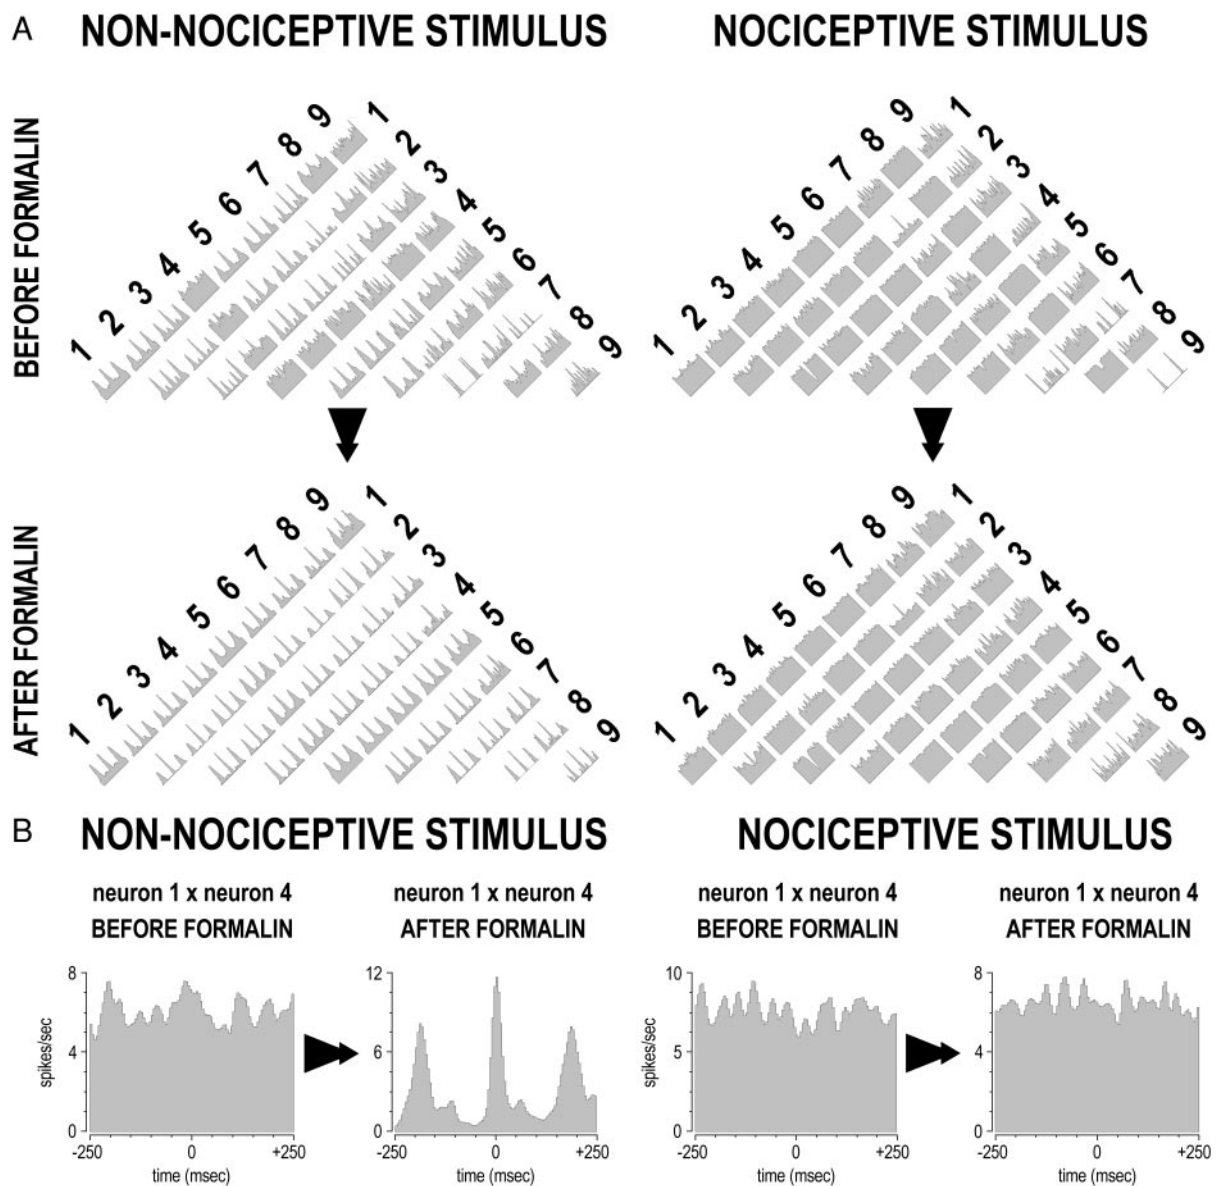 A
NON-NOCICEPTIVE STIMULUS
NOCICEPTIVE STIMULUS
BEFORE FORMALIN
1 2 3 4 5 6 7 8 9
1 2 3 4 5 6 7 8 9
1 2 3 4 5 6 7 8 9
1 2 3 4 5 6 7 8 9
AFTER FORMALIN
1 2 3 4 5 6 7 8 9
1 2 3 4 5 6 7 8 9
1 2 3 4 5 6 7 8 9
1 2 3 4 5 6 7 8 9
B
NON-NOCICEPTIVE STIMULUS
NOCICEPTIVE STIMULUS
neuron 1 x neuron 4
BEFORE FORMALIN
neuron 1 x neuron 4
AFTER FORMALIN
neuron 1 x neuron 4
BEFORE FORMALIN
neuron 1 x neuron 4
AFTER FORMALIN
spikes/sec
8
4
0
-250 0 +250
time (msec)
12
6
0
-250 0 +250
time (msec)
spikes/sec
10
5
0
-250 0 +250
time (msec)
8
4
0
-250 0 +250
time (msec)